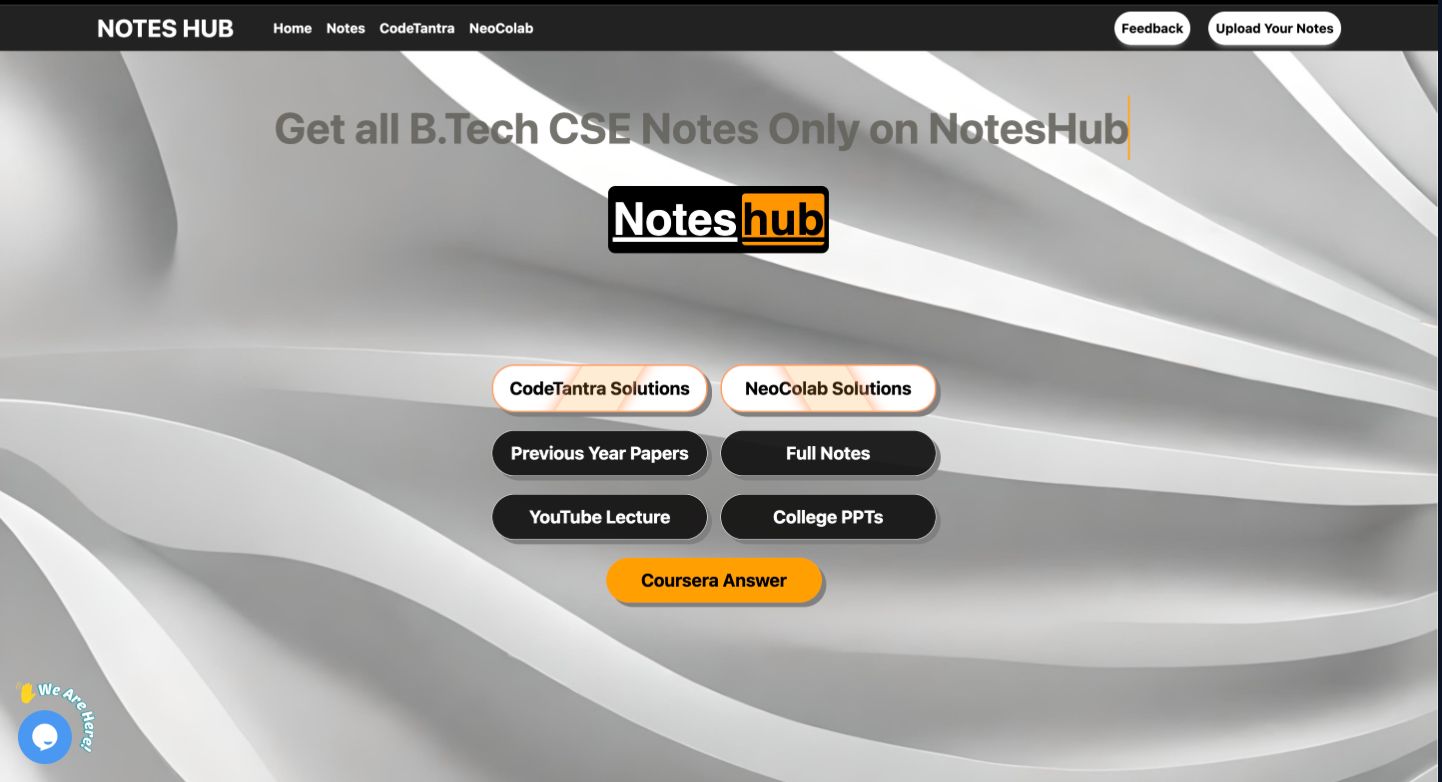 NOTES HUB Home Notes CodeTantra NeoColab Feedback Upload Your Notes
Get all B.Tech CSE Notes Only on NotesHub
Notes hub
CodeTantra Solutions NeoColab Solutions
Previous Year Papers Full Notes
YouTube Lecture College PPTs
Coursera Answer
We Are Here!